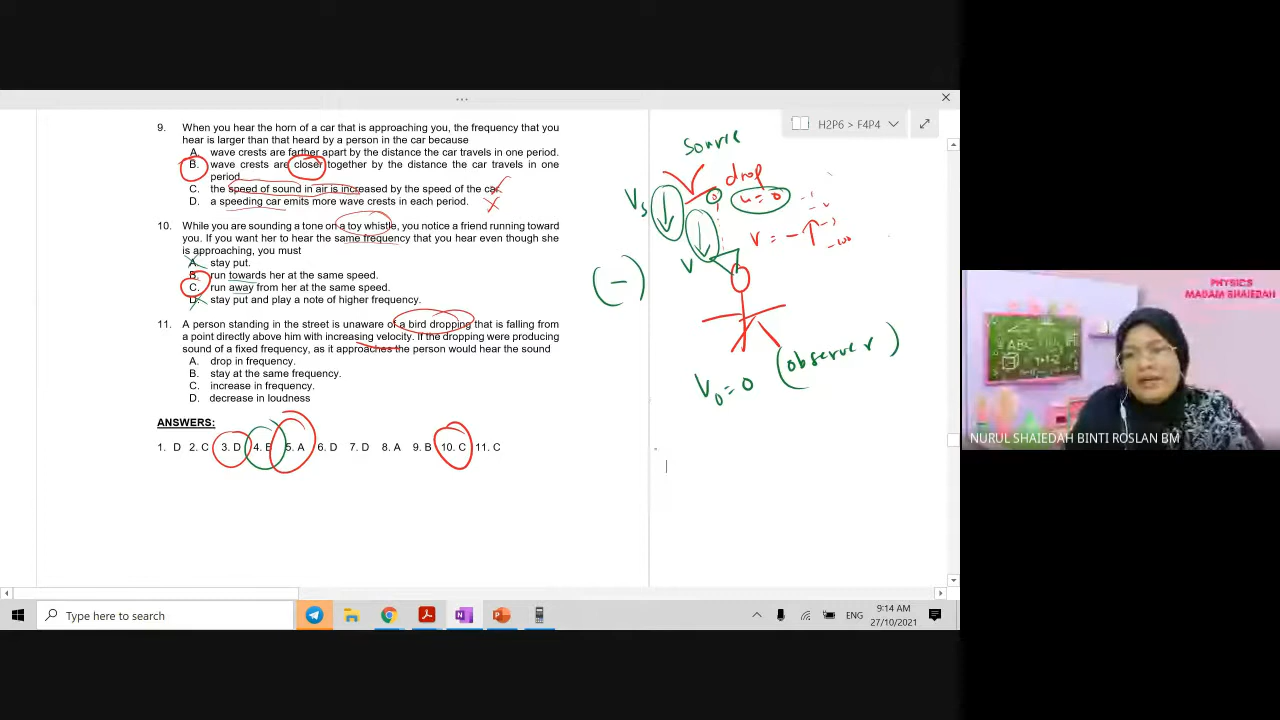 H2P6 > F4P4
9. When you hear the horn of a car that is approaching you, the frequency that you
hear is larger than that heard by a person in the car because
A. wave crests are farther apart by the distance the car travels in one period.
B. wave crests are closer together by the distance the car travels in one
period.
C. the speed of sound in air is increased by the speed of the car.
D. a speeding car emits more wave crests in each period.
10. While you are sounding a tone on a toy whistle, you notice a friend running toward
you. If you want her to hear the same frequency that you hear even though she
is approaching, you must
A. stay put.
B. run towards her at the same speed.
C. run away from her at the same speed.
D. stay put and play a note of higher frequency.
11. A person standing in the street is unaware of a bird dropping that is falling from
a point directly above him with increasing velocity. If the dropping were producing
sound of a fixed frequency, as it approaches the person would hear the sound
A. drop in frequency.
B. stay at the same frequency.
C. increase in frequency.
D. decrease in loudness
ANSWERS:
1. D 2. C 3. D 4. B 5. A 6. D 7. D 8. A 9. B 10. C 11. C
source
drop
Vs
u = 0
V = -
V
(-)
(observer)
Vo = 0
PHYSICS
MADAM SHAIEDAH
NURUL SHAIEDAH BINTI ROSLAN BM
Type here to search
ENG
9:14 AM
27/10/2021